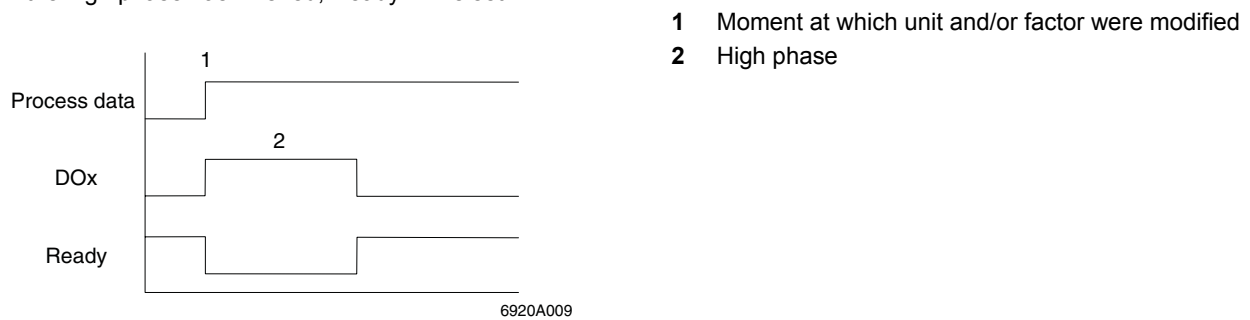 1 Moment at which unit and/or factor were modified
2 High phase
1
Process data
2
DOx
Ready
6920A009